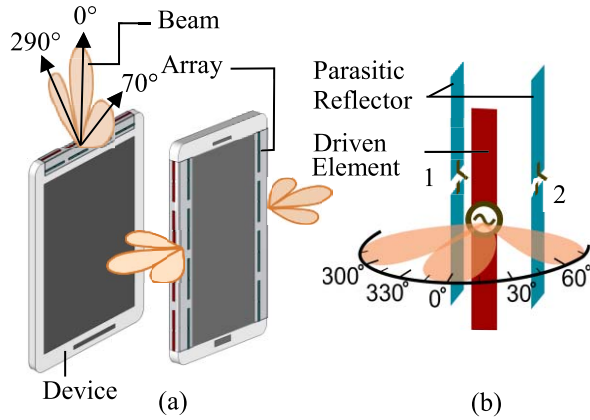 0°
Beam
290°
70°
Array
Device
(a)
Parasitic
Reflector
Driven
Element
1
2
300°
330°
0°
30°
60°
(b)